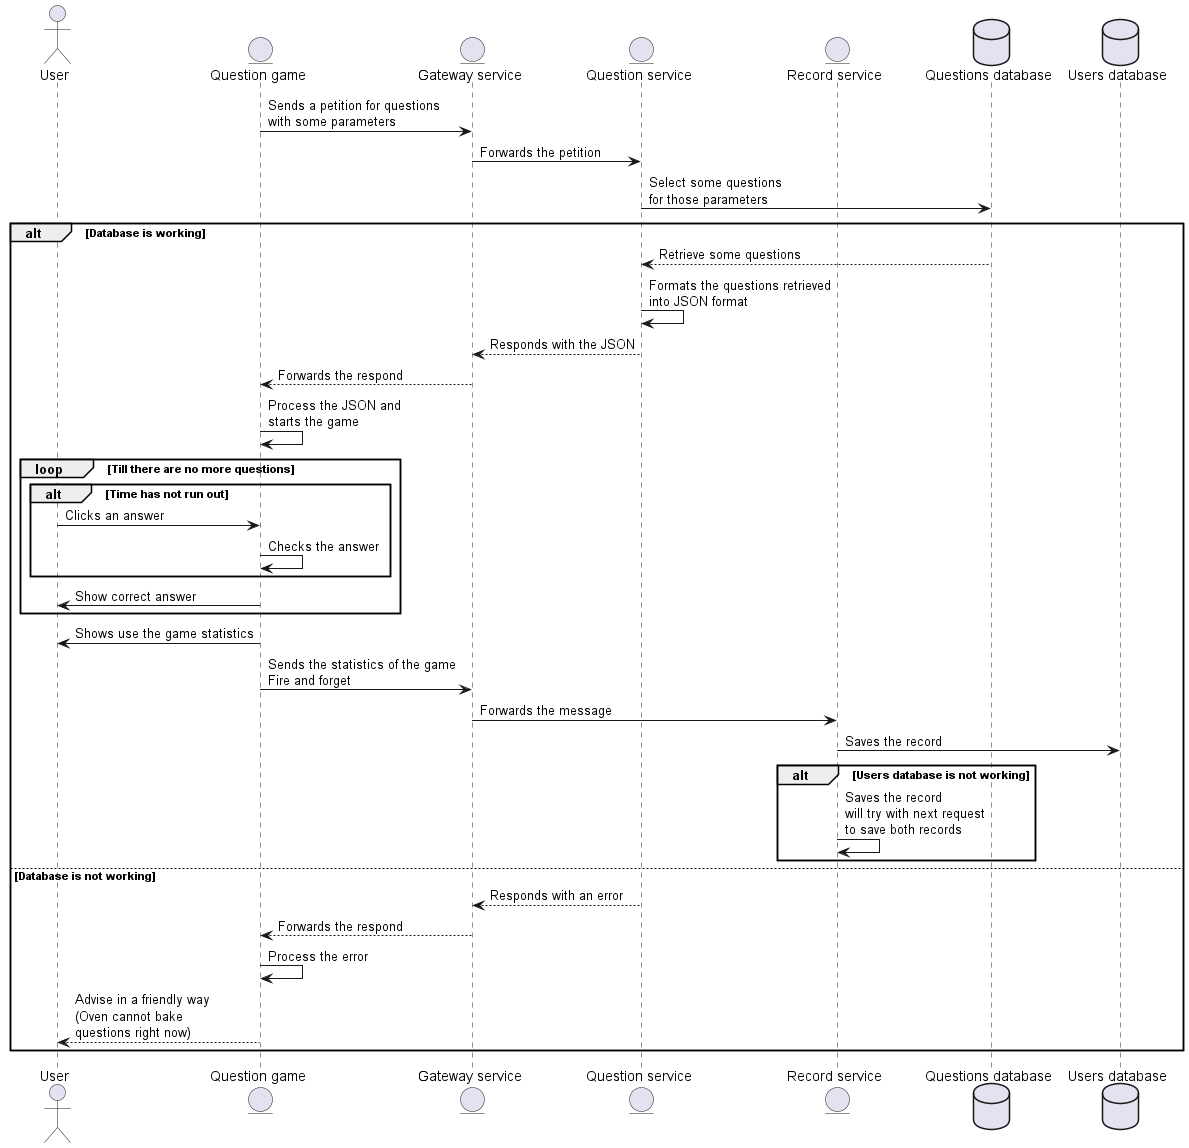 User
Question game
Gateway service
Question service
Record service
Questions database
Users database
Sends a petition for questions
with some parameters
Forwards the petition
Select some questions
for those parameters
alt
[Database is working]
Retrieve some questions
Formats the questions retrieved
into JSON format
Responds with the JSON
Forwards the respond
Process the JSON and
starts the game
loop
[Till there are no more questions]
alt
[Time has not run out]
Clicks an answer
Checks the answer
Show correct answer
Shows use the game statistics
Sends the statistics of the game
Fire and forget
Forwards the message
Saves the record
alt
[Users database is not working]
Saves the record
will try with next request
to save both records
[Database is not working]
Responds with an error
Forwards the respond
Process the error
Advise in a friendly way
(Oven cannot bake
questions right now)
User
Question game
Gateway service
Question service
Record service
Questions database
Users database